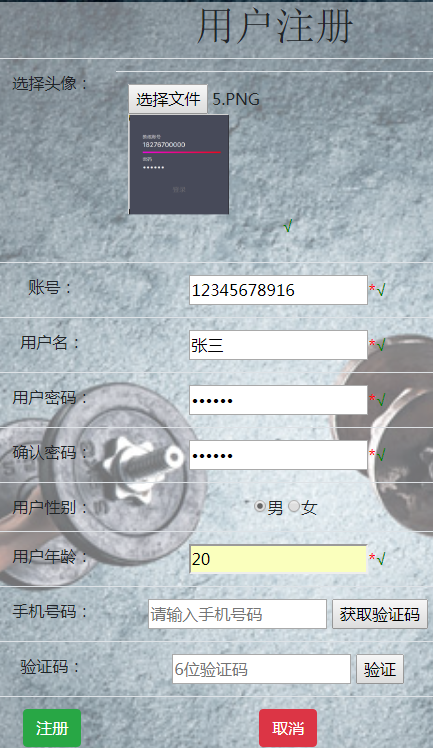 用户注册
选择头像：
选择文件 5.PNG
18276700000
••••••
√
账号： 12345678916 *√
用户名： 张三 *√
用户密码： •••••• *√
确认密码： •••••• *√
用户性别： 男 女
用户年龄： 20 *√
手机号码： 请输入手机号码 获取验证码
验证码： 6位验证码 验证
注册 取消